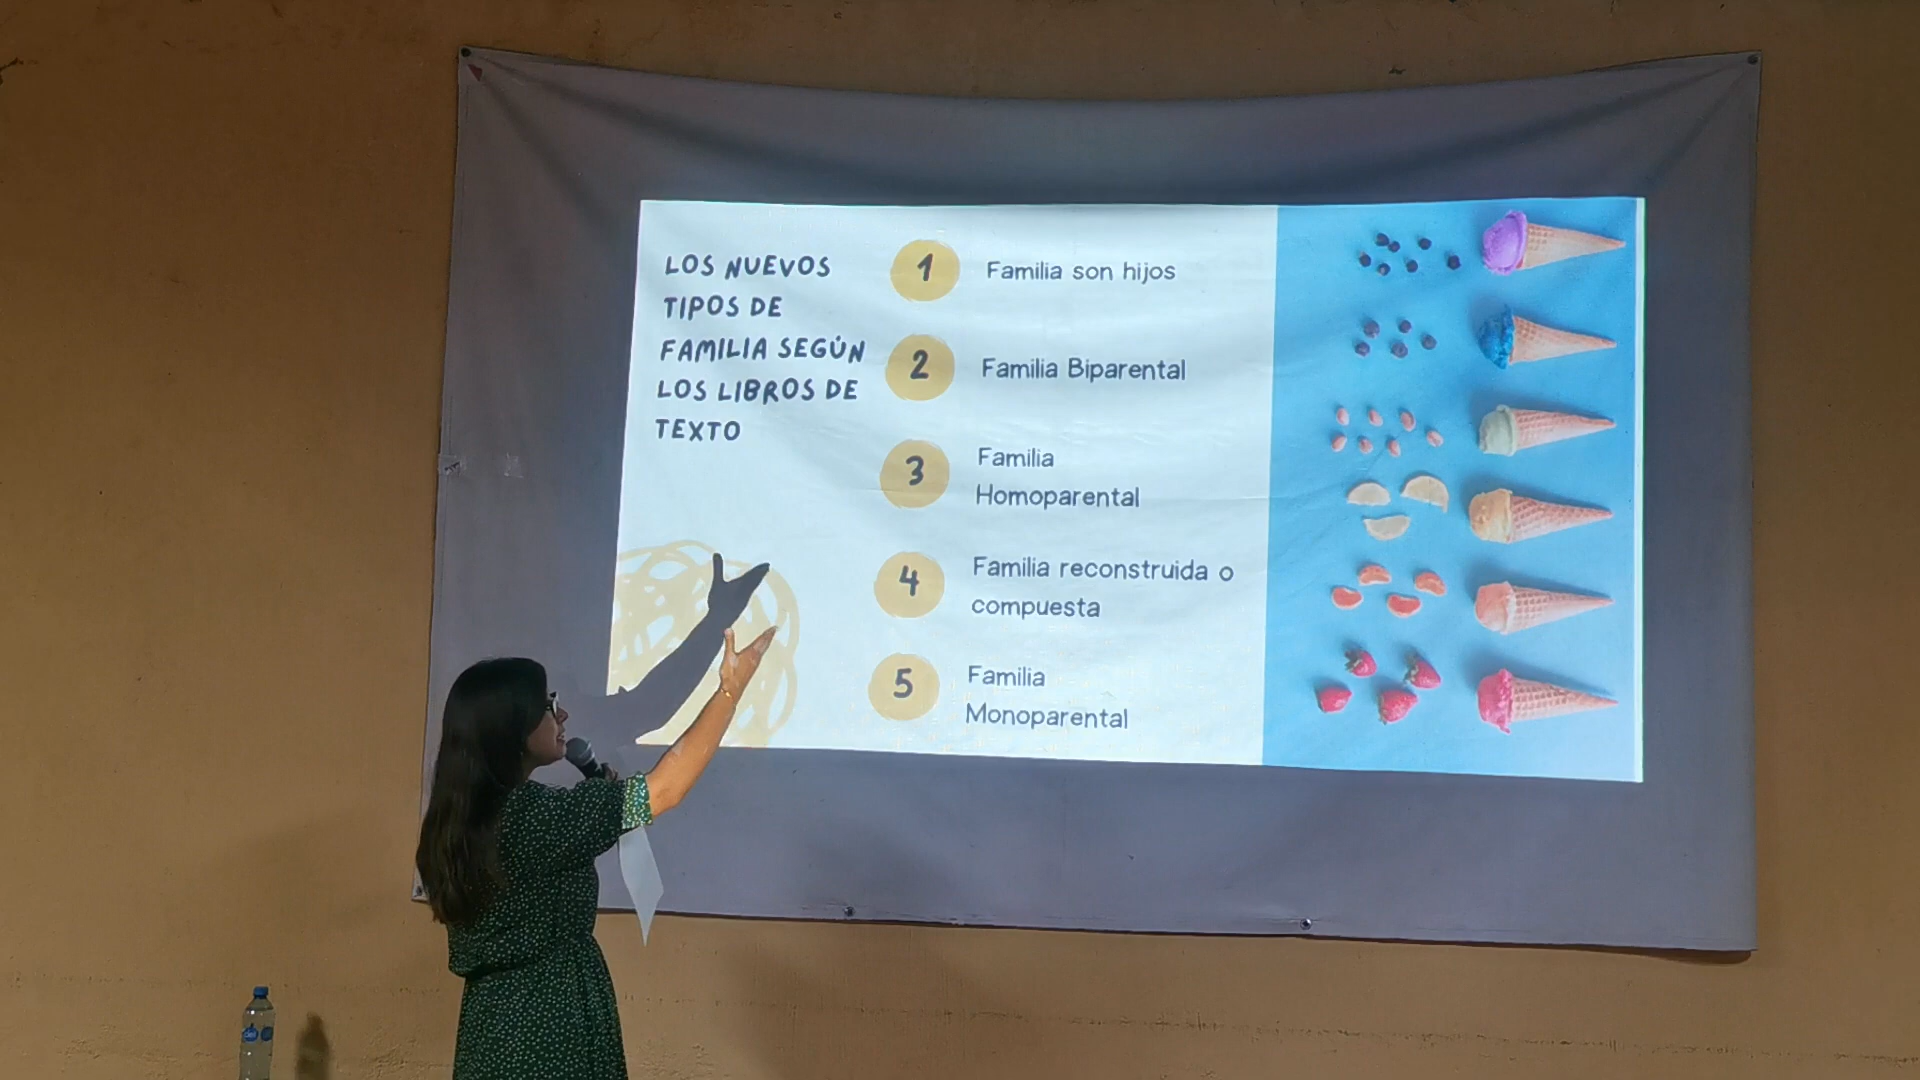 LOS NUEVOS
TIPOS DE
FAMILIA SEGÚN
LOS LIBROS DE
TEXTO
1
Familia son hijos
2
Familia Biparental
3
Familia
Homoparental
4
Familia reconstruida o
compuesta
5
Familia
Monoparental